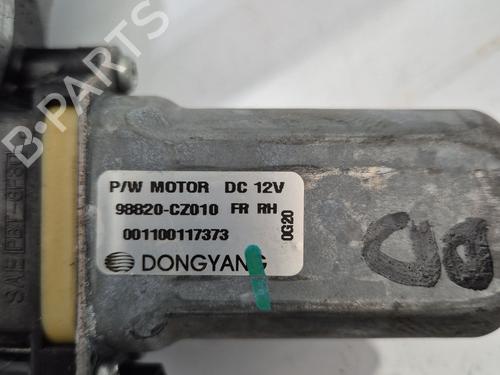 B-PARTS
P/W MOTOR DC 12V
98820-CZ010 FR RH
001100117373
0G20
DONGYANG